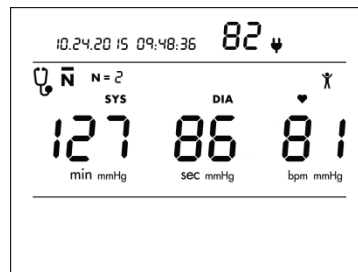 10.24.2015 09:48:36 82
N N = 2
SYS DIA
127 86 81
min mmHg sec mmHg bpm mmHg